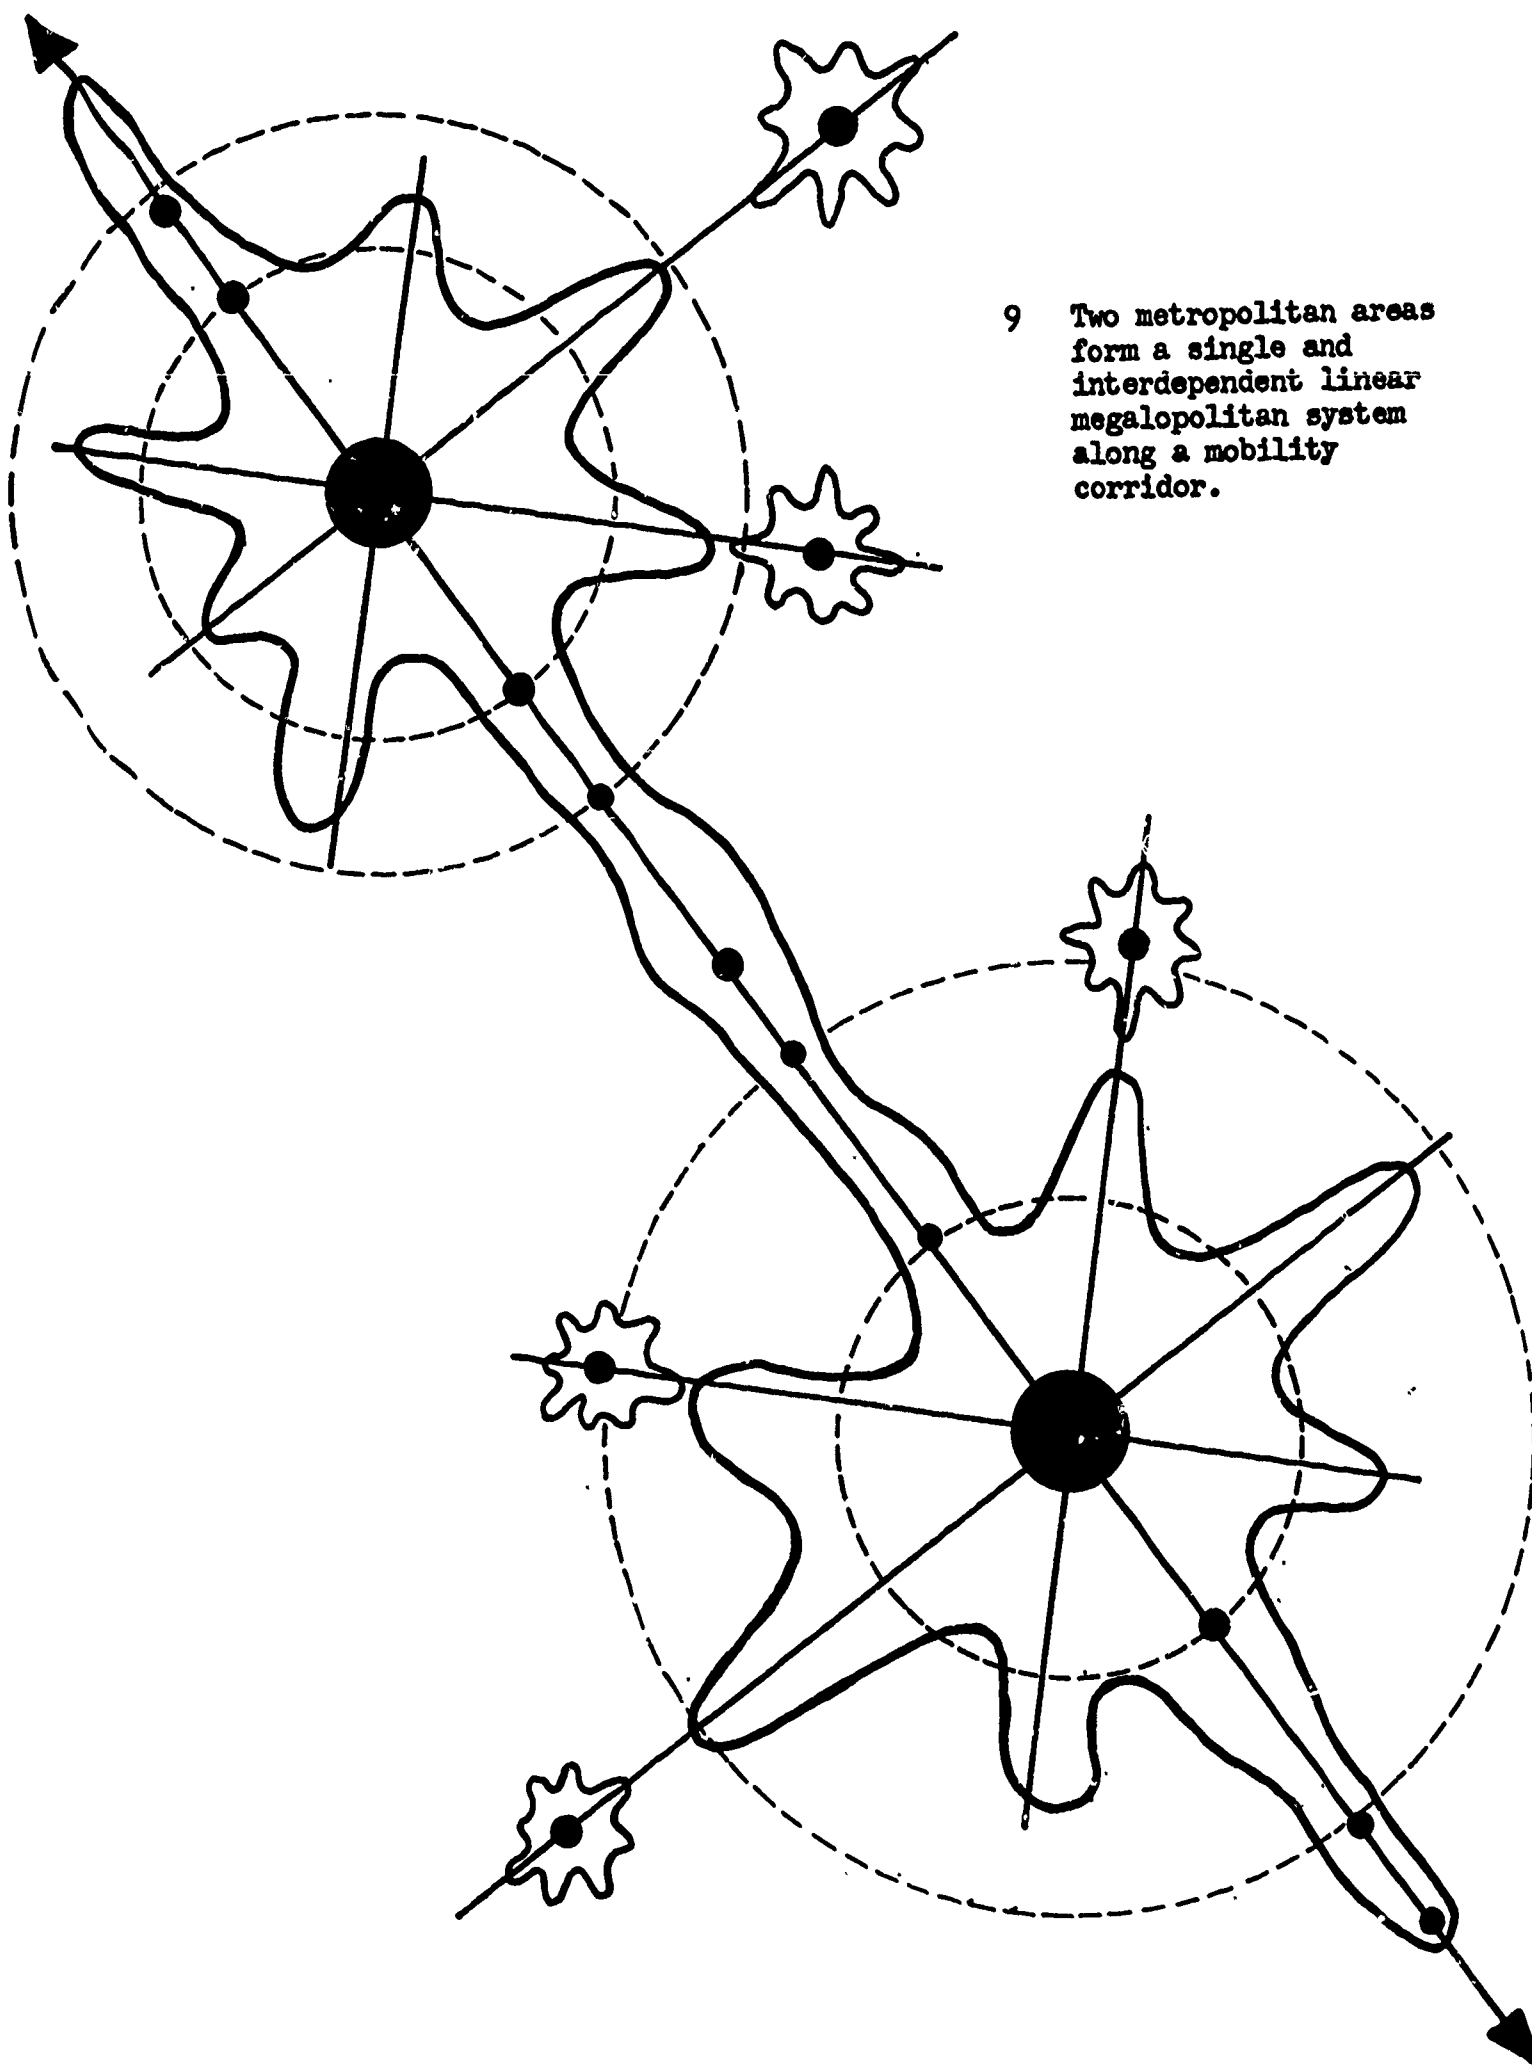 9 Two metropolitan areas
form a single and
interdependent linear
megalopolitan system
along a mobility
corridor.